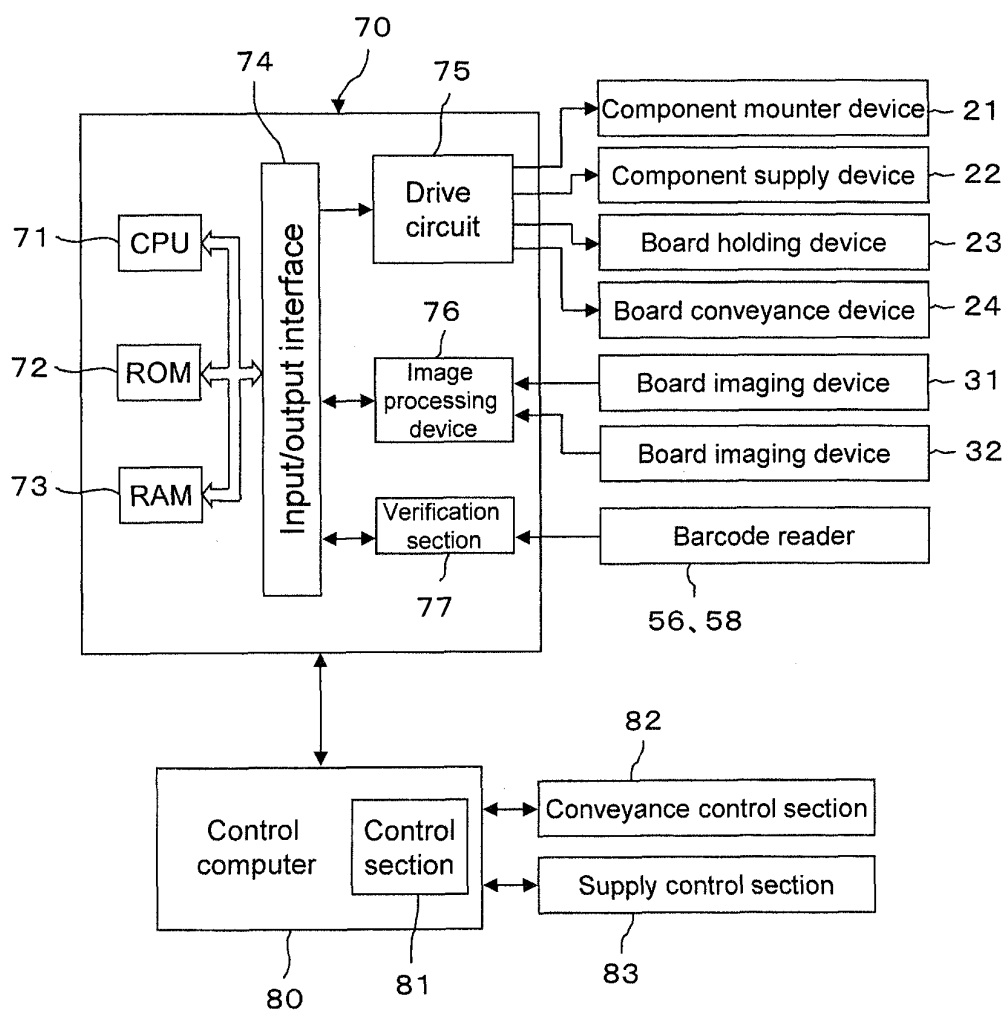 70
74
75
Component mounter device
21
Component supply device
22
Drive
circuit
71
CPU
Board holding device
23
Board conveyance device
24
Input/output interface
76
72
ROM
Image
processing
device
Board imaging device
31
Board imaging device
32
73
RAM
Verification
section
Barcode reader
77
56、58
82
Control
computer
Control
section
Conveyance control section
Supply control section
80
81
83